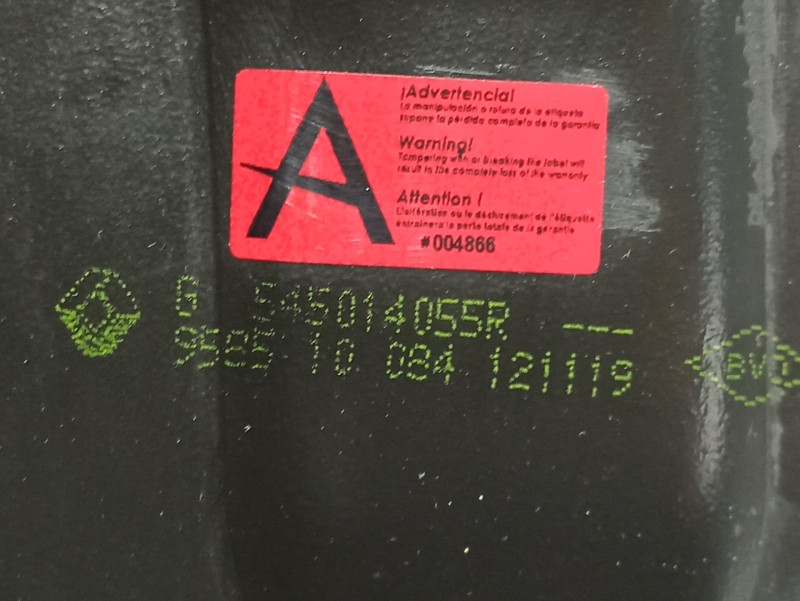 A
¡Advertencia!
La manipulación o rotura de la etiqueta
supone la pérdida completa de la garantía
Warning!
Tampering with or breaking the label will
result in the complete loss of the warranty
Attention !
L'altération ou le déchirement de l'étiquette
entraînera la perte totale de la garantie
#004866
G 545014055R ---
9585 10 084 121119
BV